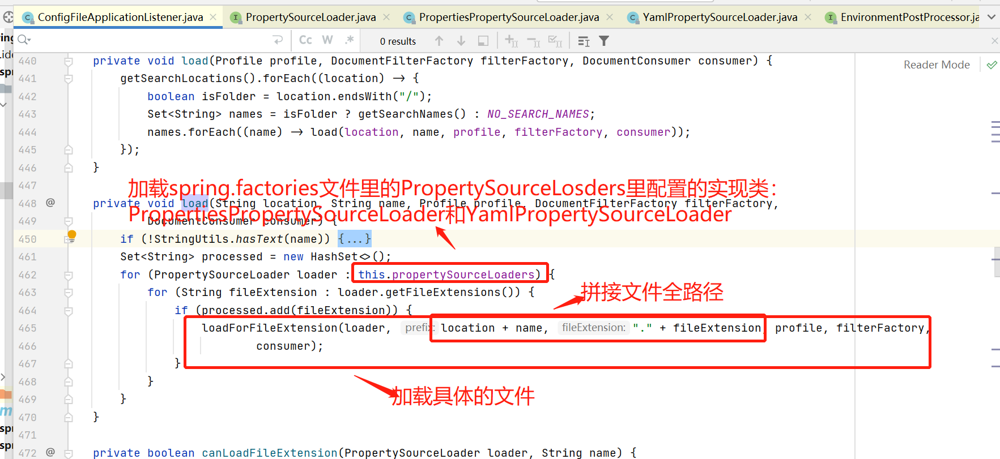 ConfigFileApplicationListener.java PropertySourceLoader.java PropertiesPropertySourceLoader.java YamlPropertySourceLoader.java EnvironmentPostProcessor.ja
Cc W .* 0 results
Reader Mode
440 private void load(Profile profile, DocumentFilterFactory filterFactory, DocumentConsumer consumer) {
441 getSearchLocations().forEach((location) -> {
442 boolean isFolder = location.endsWith("/");
443 Set<String> names = isFolder ? getSearchNames() : NO_SEARCH_NAMES;
444 names.forEach((name) -> load(location, name, profile, filterFactory, consumer));
445 });
446 }
447
加载spring.factories文件里的PropertySourceLosders里配置的实现类：
448 @ private void load(String location, String name, Profile profile, DocumentFilterFactory filterFactory,
PropertiesPropertySourceLoader和YamlPropertySourceLoader
449 DocumentConsumer consumer) {
450 if (!StringUtils.hasText(name)) {...}
461 Set<String> processed = new HashSet<>();
462 for (PropertySourceLoader loader : this.propertySourceLoaders) {
463 for (String fileExtension : loader.getFileExtensions()) {
拼接文件全路径
464 if (processed.add(fileExtension)) {
465 loadForFileExtension(loader, prefix: location + name, fileExtension: "." + fileExtension, profile, filterFactory,
466 consumer);
467 }
468 }
加载具体的文件
469 }
470 }
471
472 @ private boolean canLoadFileExtension(PropertySourceLoader loader, String name) {